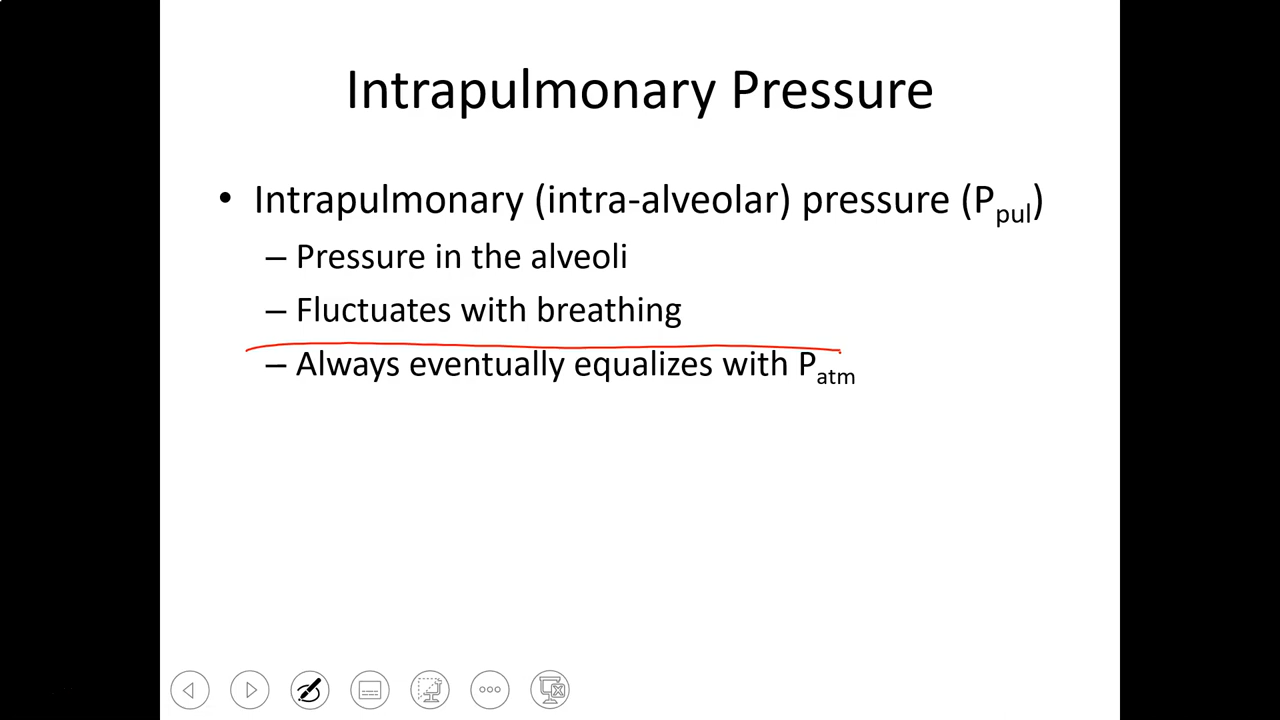 Intrapulmonary Pressure
• Intrapulmonary (intra-alveolar) pressure (Ppul)
– Pressure in the alveoli
– Fluctuates with breathing
– Always eventually equalizes with Patm